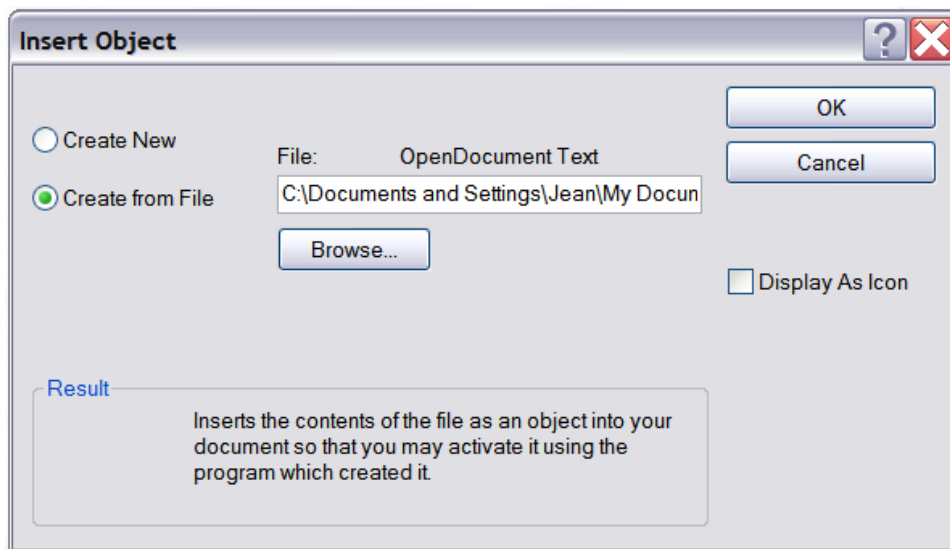 Insert Object
?
OK
Create New
File: OpenDocument Text
Cancel
Create from File
C:\Documents and Settings\Jean\My Docum
Browse...
Display As Icon
Result
Inserts the contents of the file as an object into your
document so that you may activate it using the
program which created it.